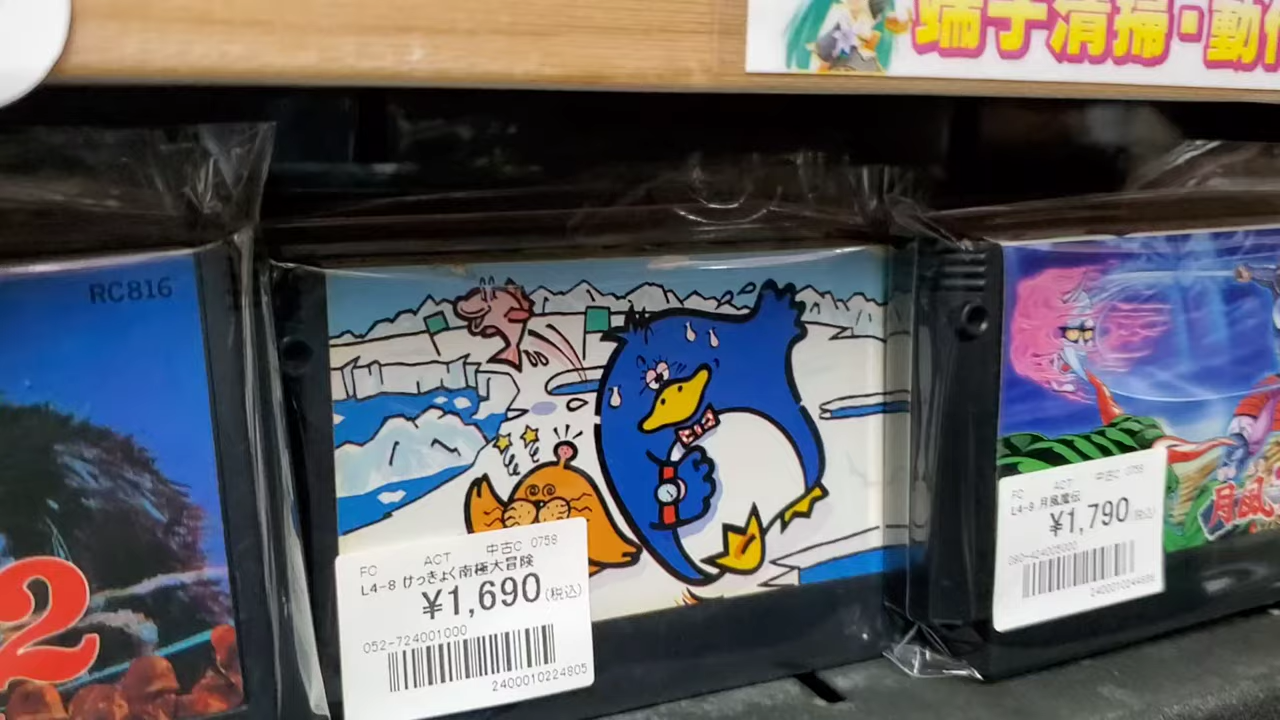 端子清掃・動
RC816
2
FC ACT 中古C 0758
L4-8 けっきょく南極大冒険
¥1,690(税込)
052-724001000
2400010224805
FC ACT 中古C 0758
L4-8 月風魔伝
¥1,790(税込)
月風